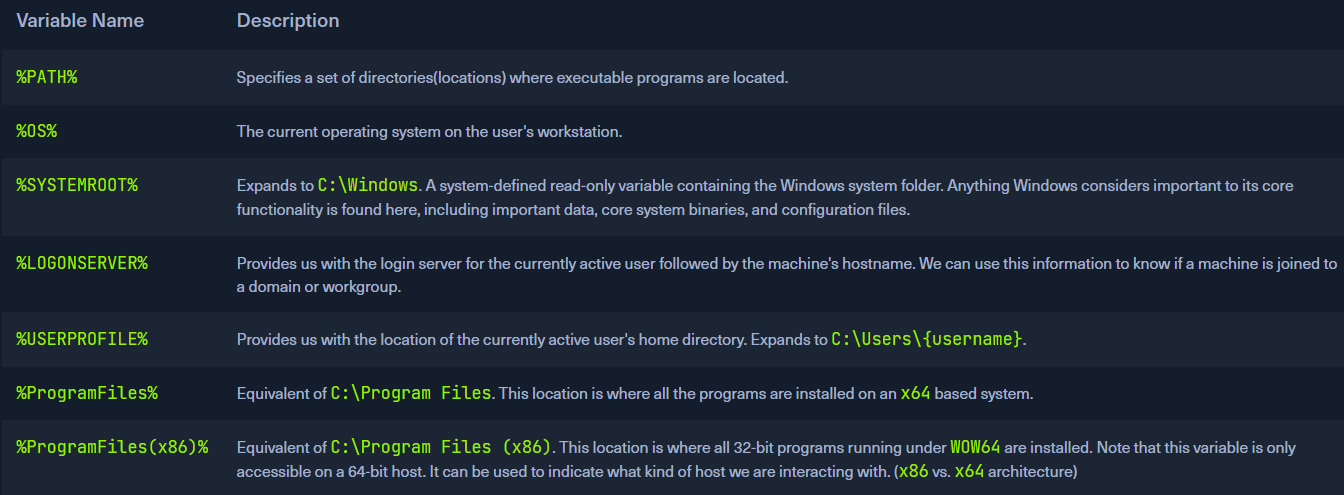 Variable Name Description
%PATH% Specifies a set of directories(locations) where executable programs are located.
%OS% The current operating system on the user's workstation.
%SYSTEMROOT% Expands to C:\Windows. A system-defined read-only variable containing the Windows system folder. Anything Windows considers important to its core
functionality is found here, including important data, core system binaries, and configuration files.
%LOGONSERVER% Provides us with the login server for the currently active user followed by the machine's hostname. We can use this information to know if a machine is joined to
a domain or workgroup.
%USERPROFILE% Provides us with the location of the currently active user's home directory. Expands to C:\Users\{username}.
%ProgramFiles% Equivalent of C:\Program Files. This location is where all the programs are installed on an x64 based system.
%ProgramFiles(x86)% Equivalent of C:\Program Files (x86). This location is where all 32-bit programs running under WOW64 are installed. Note that this variable is only
accessible on a 64-bit host. It can be used to indicate what kind of host we are interacting with. (x86 vs. x64 architecture)